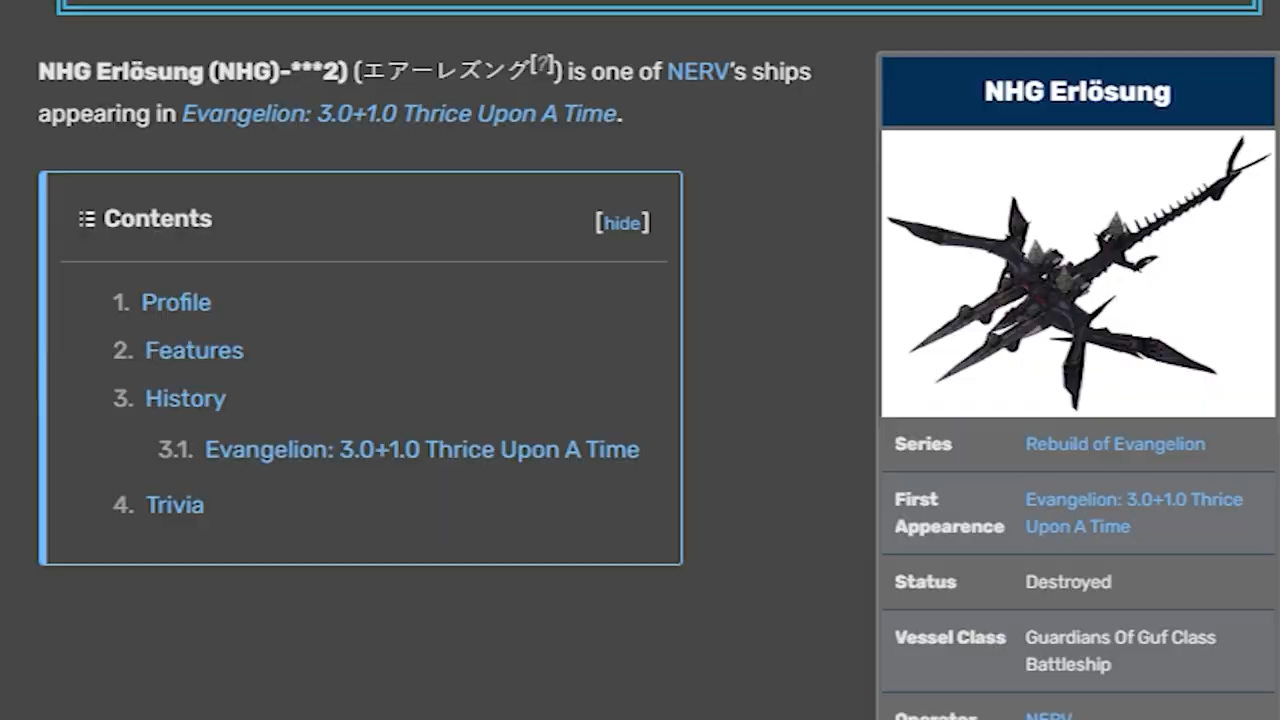 NHG Erlösung (NHG)-***2) (エアーレズング[?]) is one of NERV's ships
appearing in Evangelion: 3.0+1.0 Thrice Upon A Time.
Contents
[hide]
1. Profile
2. Features
3. History
3.1. Evangelion: 3.0+1.0 Thrice Upon A Time
4. Trivia
NHG Erlösung
Series Rebuild of Evangelion
First Evangelion: 3.0+1.0 Thrice
Appearence Upon A Time
Status Destroyed
Vessel Class Guardians Of Guf Class
Battleship
Operator NERV